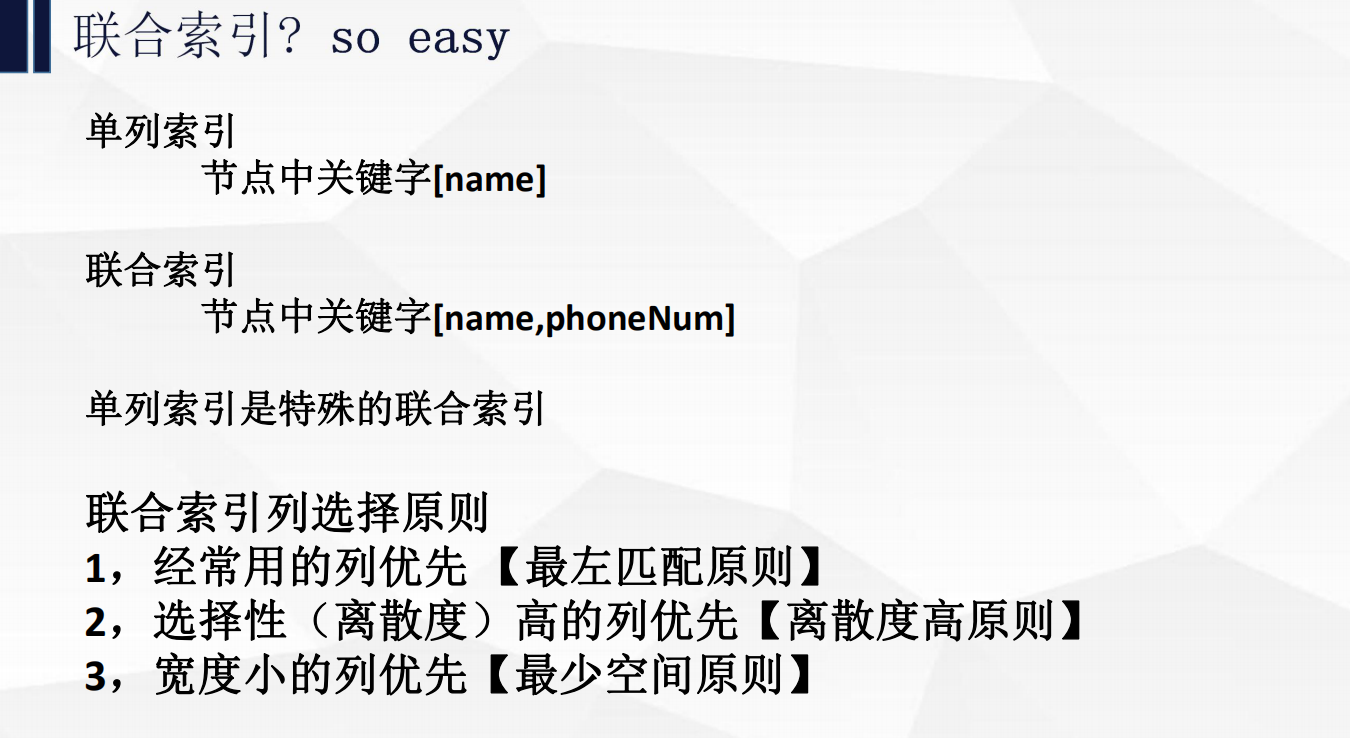 联合索引? so easy
单列索引
节点中关键字[name]
联合索引
节点中关键字[name,phoneNum]
单列索引是特殊的联合索引
联合索引列选择原则
1，经常用的列优先 【最左匹配原则】
2，选择性（离散度）高的列优先【离散度高原则】
3，宽度小的列优先【最少空间原则】